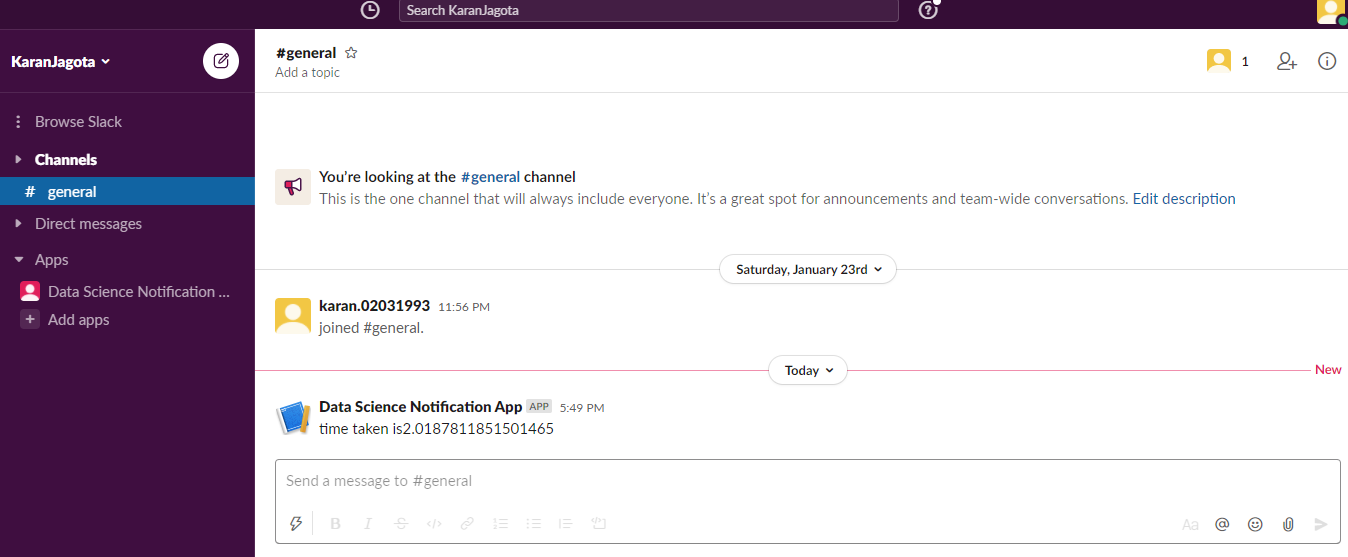 Search KaranJagota
KaranJagota
#general
Add a topic
1
Browse Slack
Channels
# general
Direct messages
Apps
Data Science Notification ...
+ Add apps
You’re looking at the #general channel
This is the one channel that will always include everyone. It’s a great spot for announcements and team-wide conversations. Edit description
Saturday, January 23rd
karan.02031993 11:56 PM
joined #general.
Today
New
Data Science Notification App APP 5:49 PM
time taken is2.0187811851501465
Send a message to #general
B I S </> Aa @